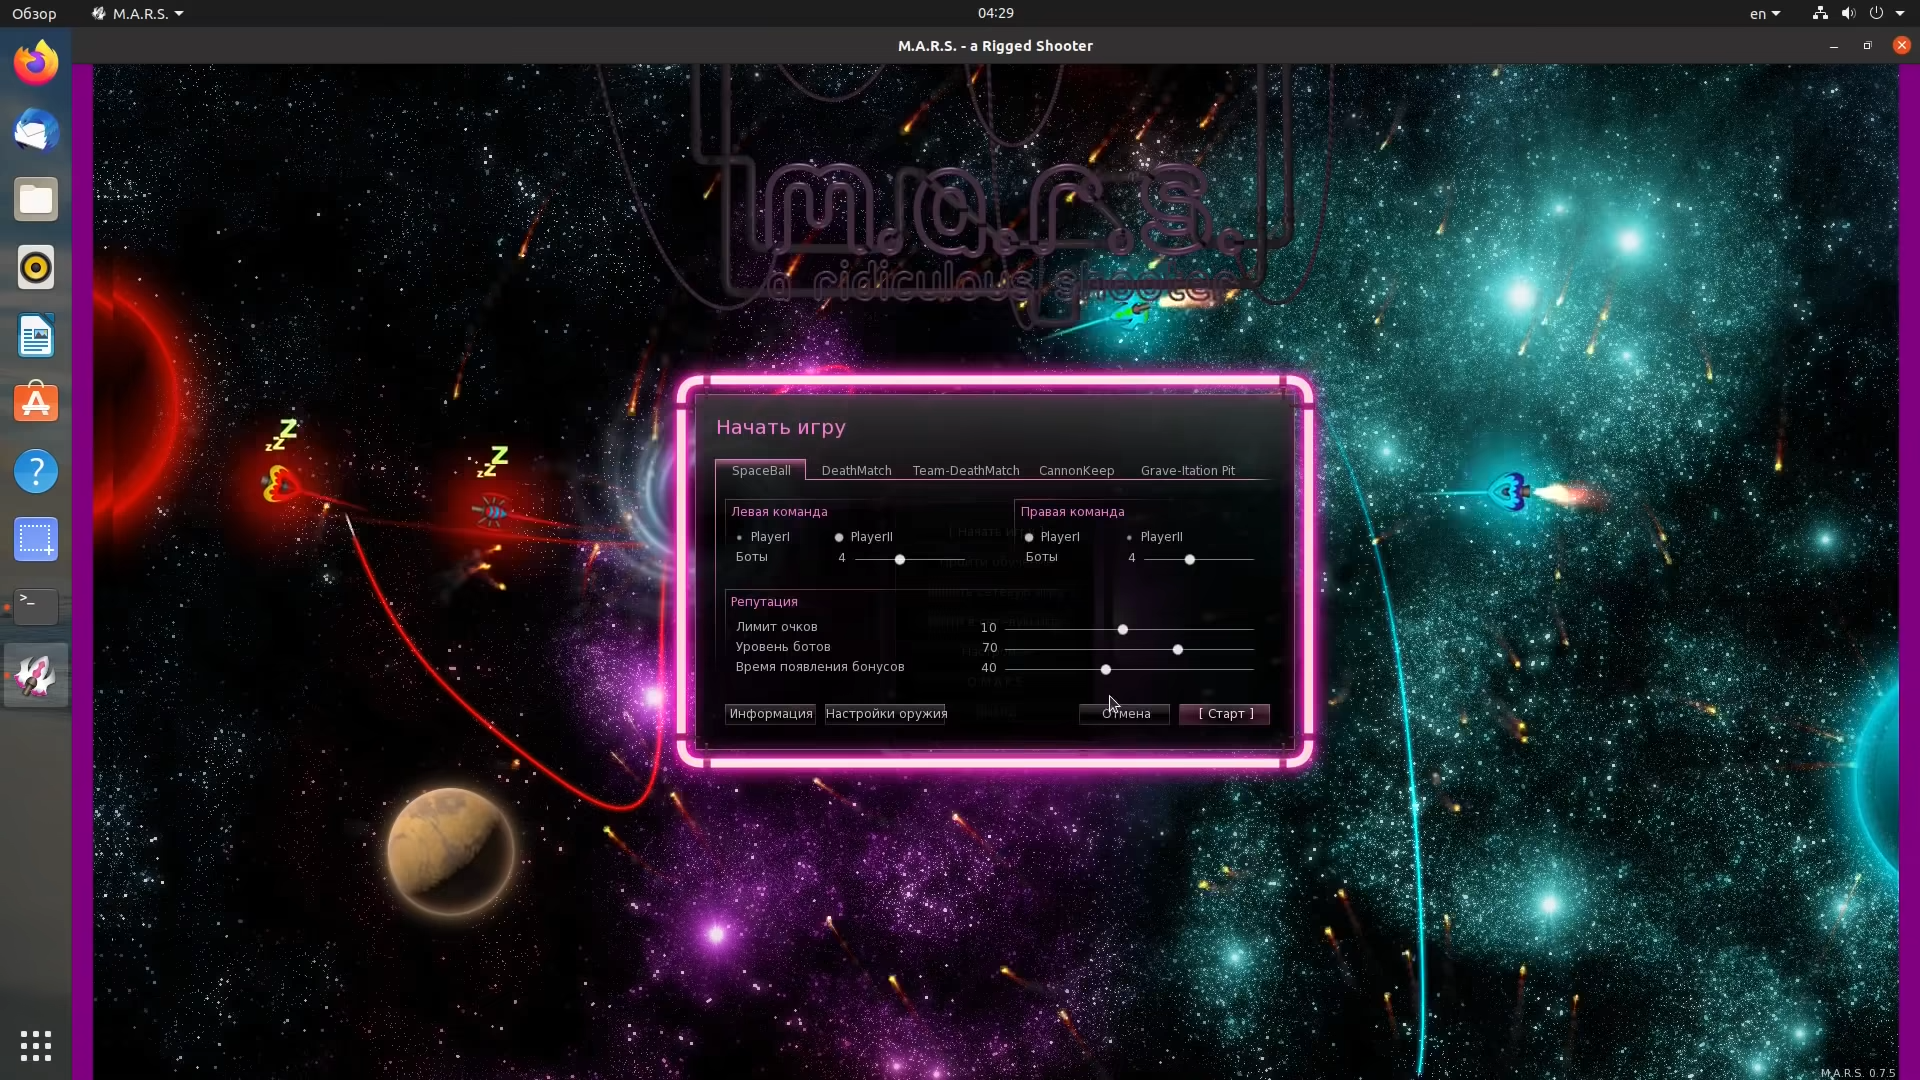 Обзор M.A.R.S. 04:29 en
M.A.R.S. - a Rigged Shooter
m.a.r.s.
a ridiculous shooter
Начать игру
SpaceBall DeathMatch Team-DeathMatch CannonKeep Grave-Itation Pit
Левая команда Правая команда
PlayerI PlayerII PlayerI PlayerII
Боты 4 Боты 4
Репутация
Лимит очков 10
Уровень ботов 70
Время появления бонусов 40
Информация Настройки оружия Отмена [ Старт ]
M.A.R.S. 0.7.5